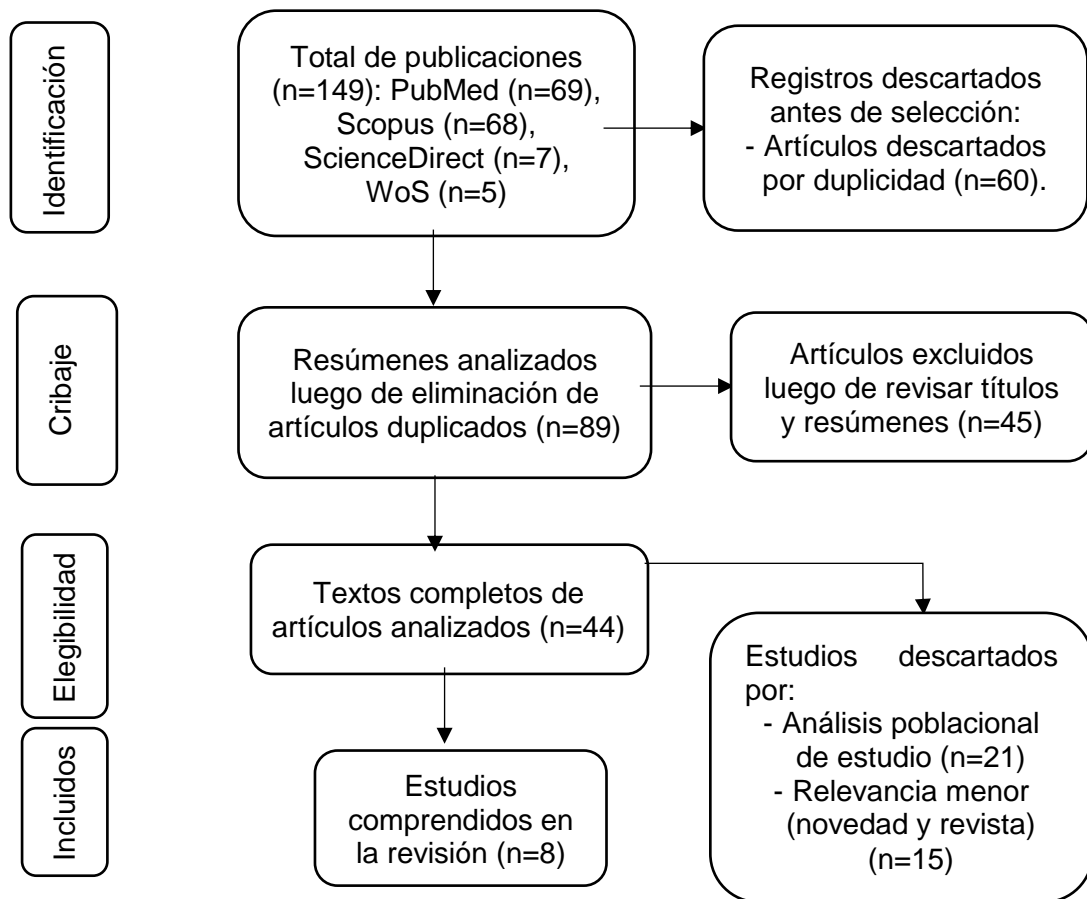 Identificación
Total de publicaciones
(n=149): PubMed (n=69),
Scopus (n=68),
ScienceDirect (n=7),
WoS (n=5)
Registros descartados
antes de selección:
- Artículos descartados
por duplicidad (n=60).
Cribaje
Resúmenes analizados
luego de eliminación de
artículos duplicados (n=89)
Artículos excluidos
luego de revisar títulos
y resúmenes (n=45)
Elegibilidad
Textos completos de
artículos analizados (n=44)
Estudios descartados
por:
- Análisis poblacional
de estudio (n=21)
- Relevancia menor
(novedad y revista)
(n=15)
Incluidos
Estudios
comprendidos en
la revisión (n=8)